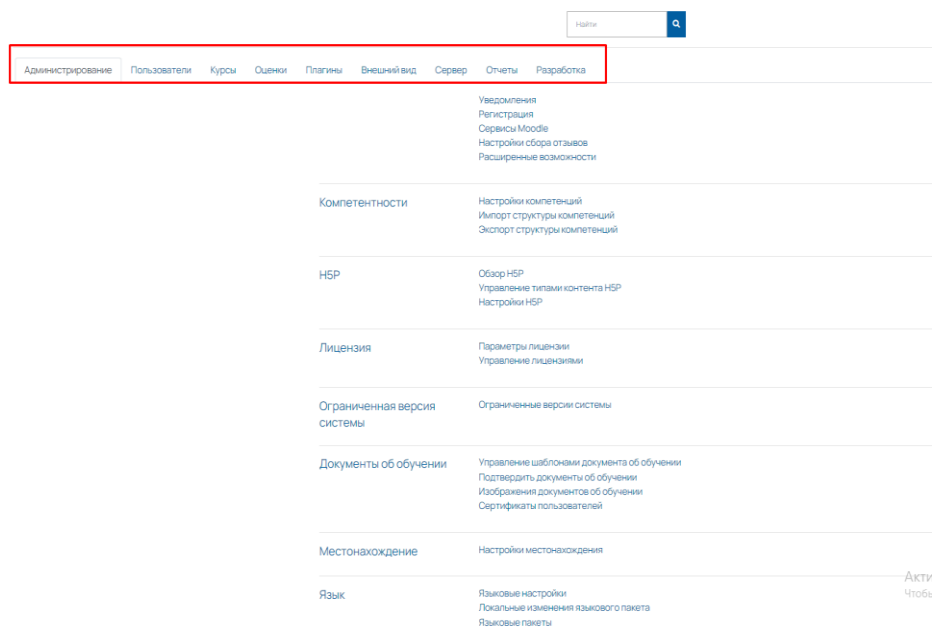 Найти
Администрирование Пользователи Курсы Оценки Плагины Внешний вид Сервер Отчеты Разработка
Уведомления
Регистрация
Сервисы Moodle
Настройки сбора отзывов
Расширенные возможности
Компетентности
Настройки компетенций
Импорт структуры компетенций
Экспорт структуры компетенций
H5P
Обзор H5P
Управление типами контента H5P
Настройки H5P
Лицензия
Параметры лицензии
Управление лицензиями
Ограниченная версия
системы
Ограниченные версии системы
Документы об обучении
Управление шаблонами документа об обучении
Подтвердить документы об обучении
Изображения документов об обучении
Сертификаты пользователей
Местонахождение
Настройки местонахождения
Акти
Чтобы
Язык
Языковые настройки
Локальные изменения языкового пакета
Языковые пакеты